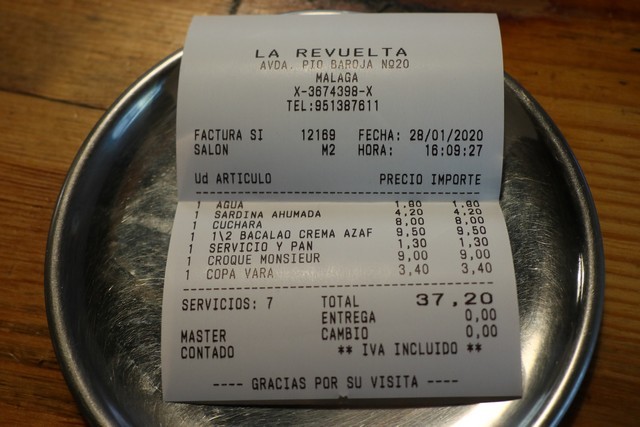 LA REVUELTA
AVDA. PIO BAROJA Nº20
MALAGA
X-3674398-X
TEL:951387611
FACTURA SI 12169 FECHA: 28/01/2020
SALON M2 HORA: 16:09:27
Ud ARTICULO PRECIO IMPORTE
1 AGUA 1,80 1,80
1 SARDINA AHUMADA 4,20 4,20
1 CUCHARA 8,00 8,00
1 1\2 BACALAO CREMA AZAF 9,50 9,50
1 SERVICIO Y PAN 1,30 1,30
1 CROQUE MONSIEUR 9,00 9,00
1 COPA VARA 3,40 3,40
SERVICIOS: 7 TOTAL 37,20
ENTREGA 0,00
MASTER CAMBIO 0,00
CONTADO ** IVA INCLUIDO **
---- GRACIAS POR SU VISITA ----